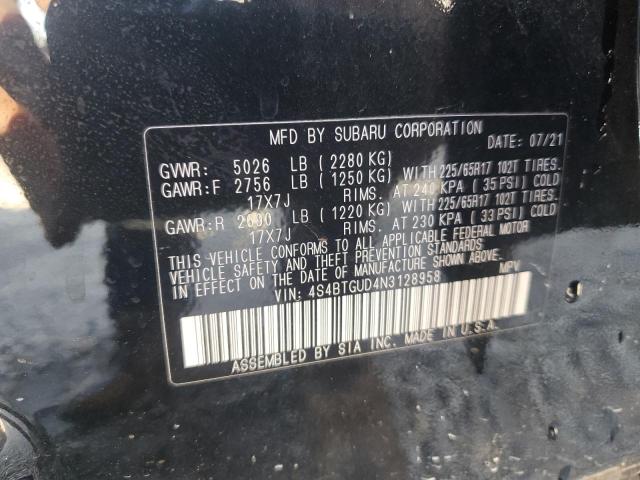 MFD BY SUBARU CORPORATION DATE: 07/21
GVWR: 5026 LB (2280 KG)
GAWR:F 2756 LB (1250 KG) WITH 225/65R17 102T TIRES.
17X7J RIMS. AT 240 KPA (35 PSI) COLD
GAWR:R LB (1220 KG) WITH 225/65R17 102T TIRES.
17X7J RIMS. AT 230 KPA (33 PSI) COLD
THIS VEHICLE CONFORMS TO ALL APPLICABLE FEDERAL MOTOR
VEHICLE SAFETY AND THEFT PREVENTION STANDARDS
IN EFFECT ON THE DATE OF MANUFACTURE SHOWN ABOVE.
VIN: 4S4BTGUD4N3128958 MPV
ASSEMBLED BY SIA INC. MADE IN U.S.A.